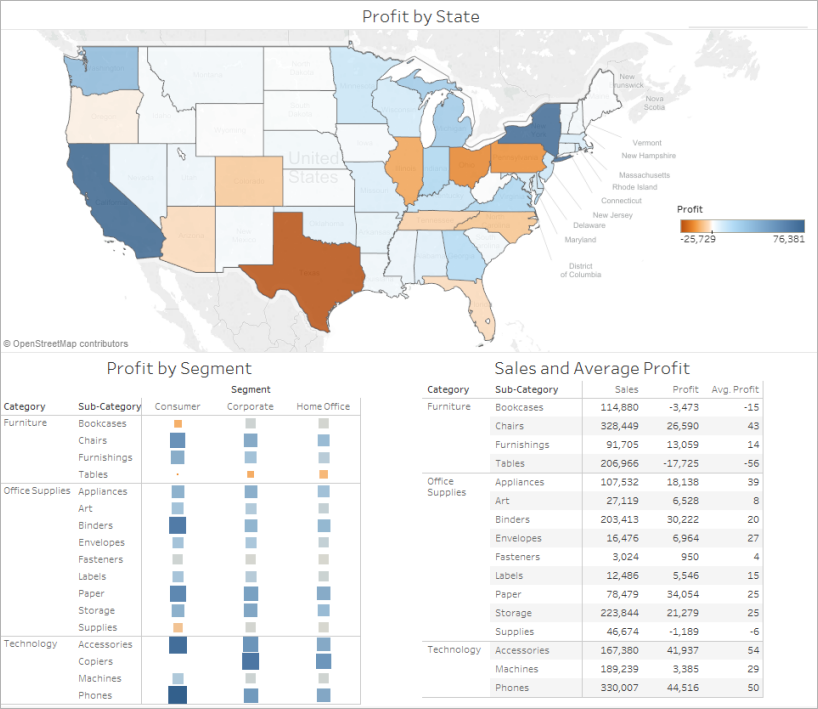 Profit by State
New
Brunswick
Nova
Scotia
United
States
Vermont
New Hampshire
Massachusetts
Rhode Island
Connecticut
New Jersey
Delaware
Maryland
District
of Columbia
Profit
-25,729 76,381
© OpenStreetMap contributors
Profit by Segment
Segment
Category Sub-Category Consumer Corporate Home Office
Furniture Bookcases
Chairs
Furnishings
Tables
Office Supplies Appliances
Art
Binders
Envelopes
Fasteners
Labels
Paper
Storage
Supplies
Technology Accessories
Copiers
Machines
Phones
Sales and Average Profit
Category Sub-Category Sales Profit Avg. Profit
Furniture Bookcases 114,880 -3,473 -15
Chairs 328,449 26,590 43
Furnishings 91,705 13,059 14
Tables 206,966 -17,725 -56
Office
Supplies
Appliances 107,532 18,138 39
Art 27,119 6,528 8
Binders 203,413 30,222 20
Envelopes 16,476 6,964 27
Fasteners 3,024 950 4
Labels 12,486 5,546 15
Paper 78,479 34,054 25
Storage 223,844 21,279 25
Supplies 46,674 -1,189 -6
Technology Accessories 167,380 41,937 54
Machines 189,239 3,385 29
Phones 330,007 44,516 50